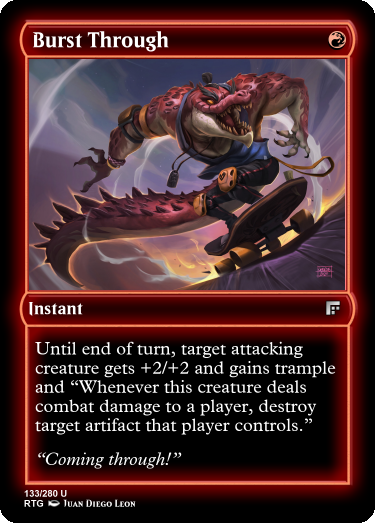 Burst Through
Instant
Until end of turn, target attacking
creature gets +2/+2 and gains trample
and “Whenever this creature deals
combat damage to a player, destroy
target artifact that player controls.”
“Coming through!”
133/280 U
RTG Juan Diego Leon